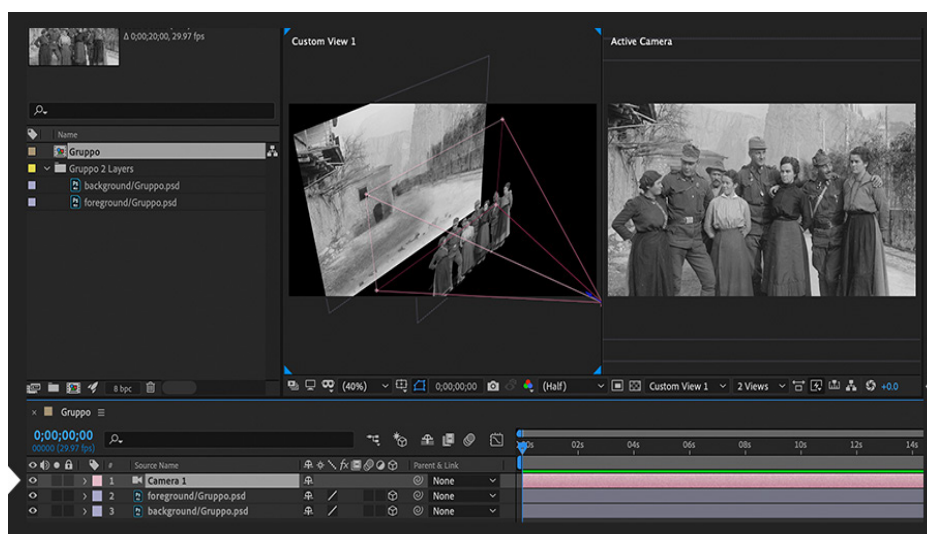 Δ 0;00;20;00, 29.97 fps
Name
Gruppo
Gruppo 2 Layers
background/Gruppo.psd
foreground/Gruppo.psd
8 bpc
Custom View 1
Active Camera
(40%) 0;00;00;00 (Half) Custom View 1 2 Views +0.0
Gruppo
0;00;00;00
00000 (29.97 fps)
# Source Name fx Parent & Link
1 Camera 1 None
2 foreground/Gruppo.psd None
3 background/Gruppo.psd None
02s 04s 06s 08s 10s 12s 14s